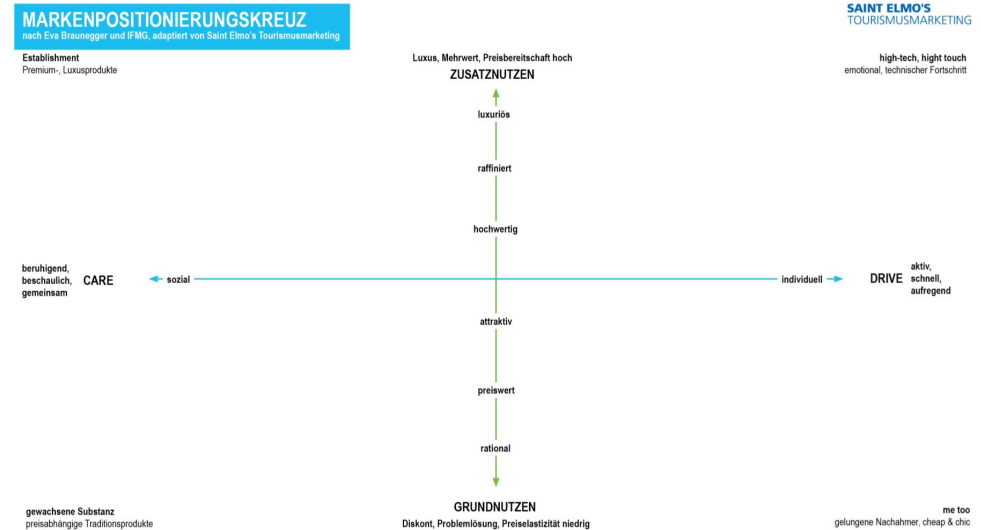 MARKENPOSITIONIERUNGSKREUZ
nach Eva Braunegger und IFMG, adaptiert von Saint Elmo's Tourismusmarketing
SAINT ELMO'S
TOURISMUSMARKETING
Establishment
Premium-, Luxusprodukte
Luxus, Mehrwert, Preisbereitschaft hoch
ZUSATZNUTZEN
high-tech, hight touch
emotional, technischer Fortschritt
luxuriös
raffiniert
hochwertig
beruhigend,
beschaulich,
gemeinsam
CARE
sozial
individuell
DRIVE
aktiv,
schnell,
aufregend
attraktiv
preiswert
rational
gewachsene Substanz
preisabhängige Traditionsprodukte
GRUNDNUTZEN
Diskont, Problemlösung, Preiselastizität niedrig
me too
gelungene Nachahmer, cheap & chic